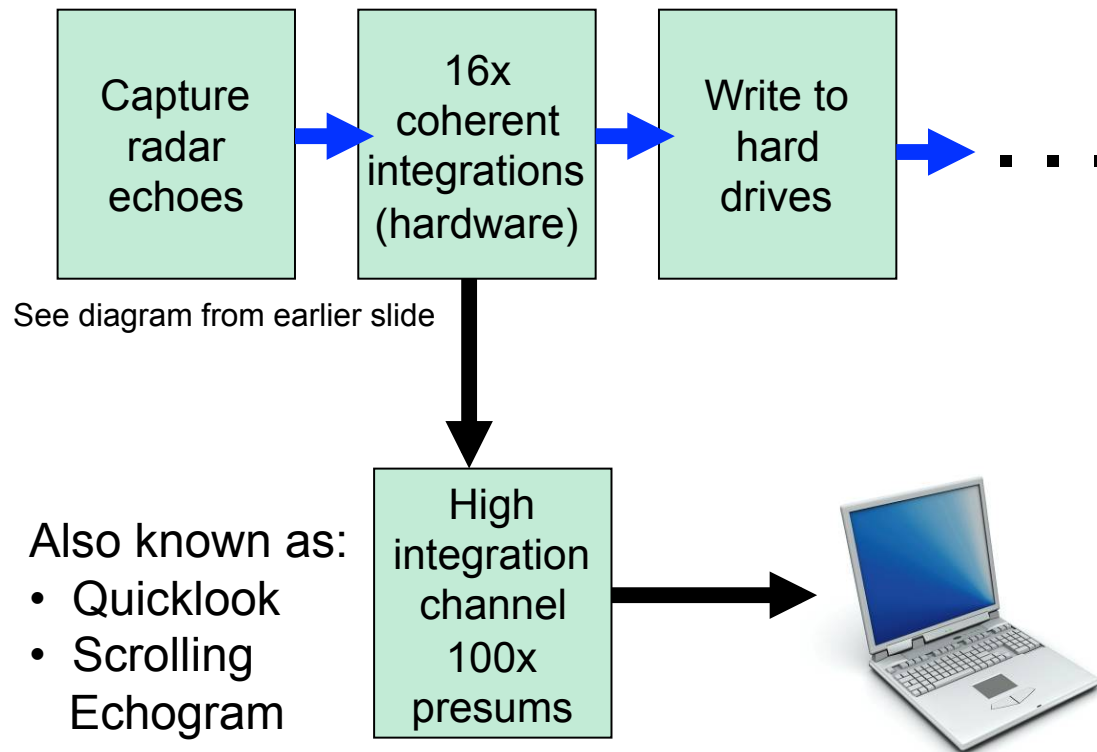 Capture
radar
echoes
16x
coherent
integrations
(hardware)
Write to
hard
drives
. . .
See diagram from earlier slide
High
integration
channel
100x
presums
Also known as:
• Quicklook
• Scrolling
Echogram